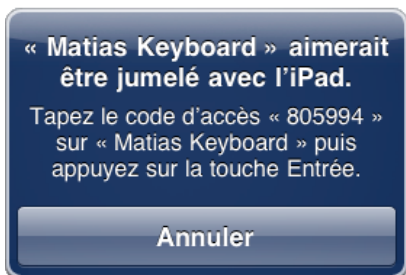 « Matias Keyboard » aimerait
être jumelé avec l'iPad.
Tapez le code d'accès « 805994 »
sur « Matias Keyboard » puis
appuyez sur la touche Entrée.
Annuler